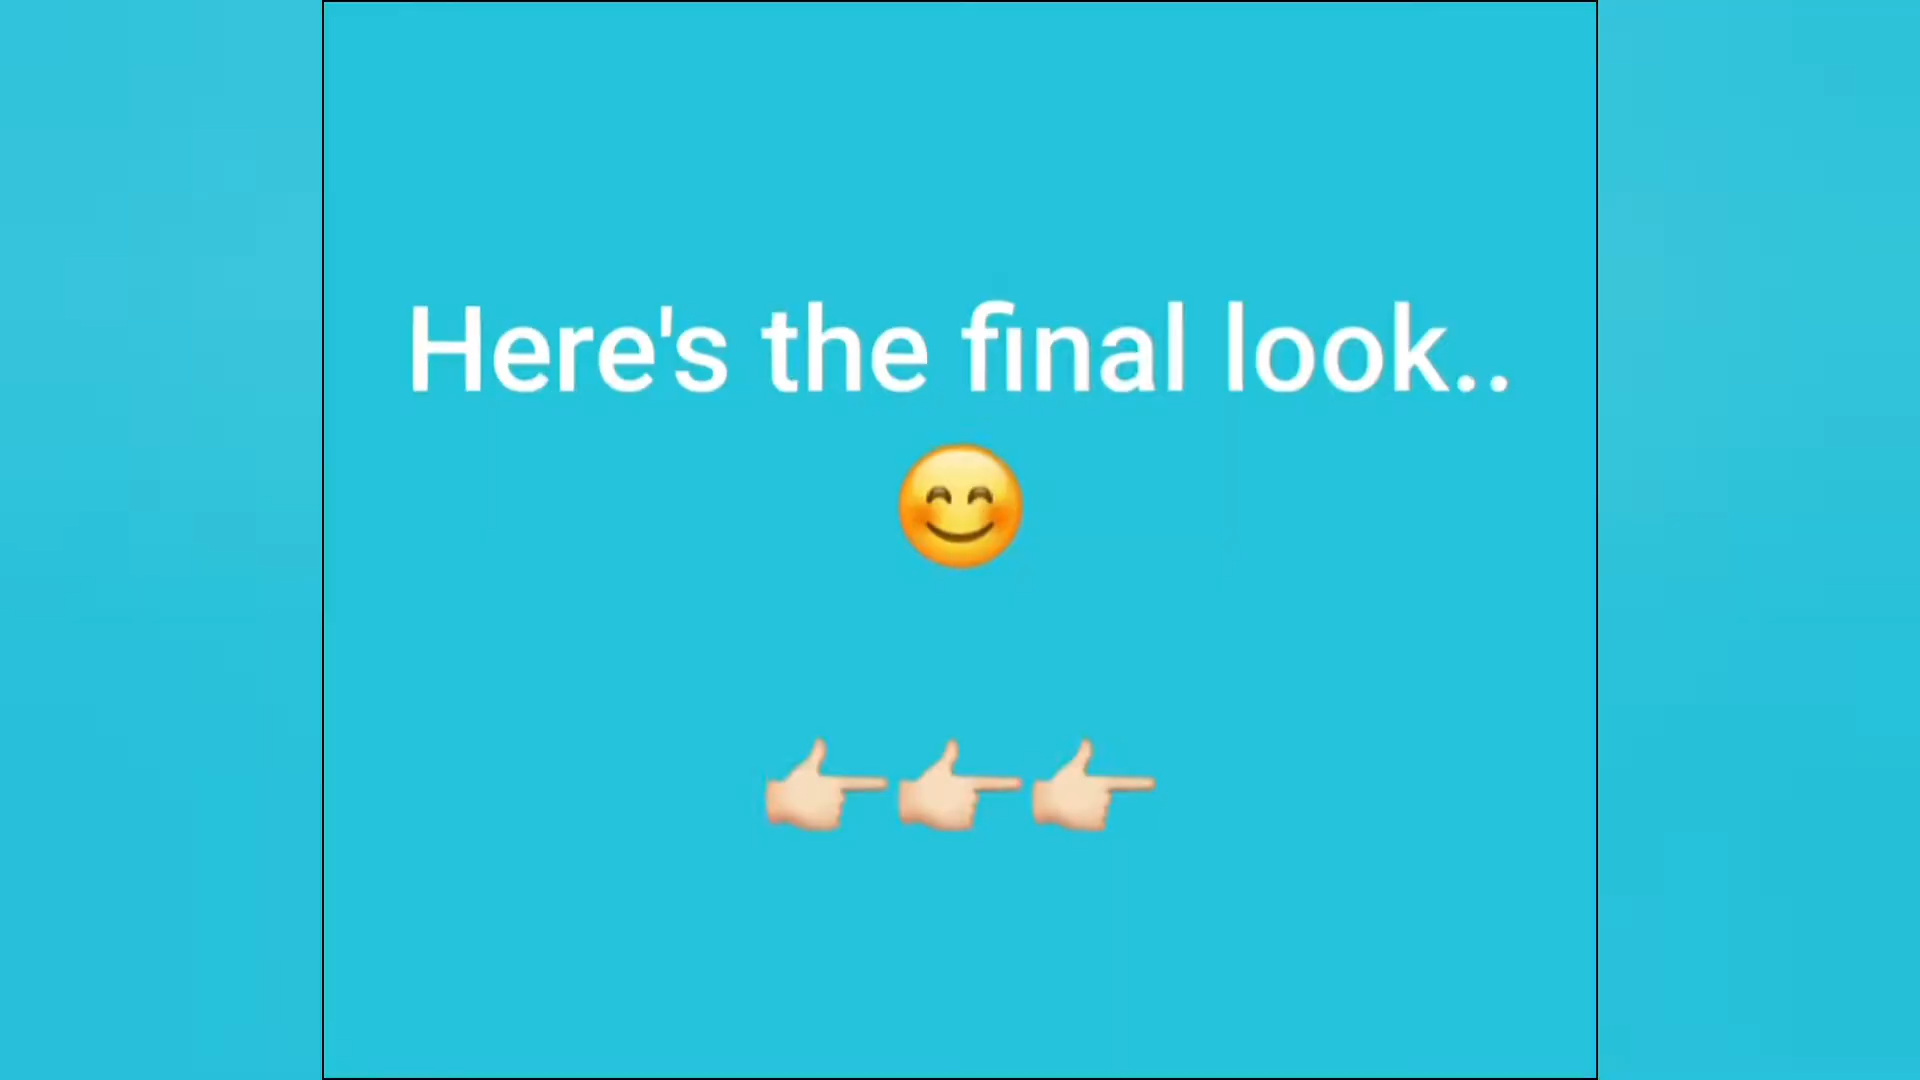 Here's the final look..
😊
👉🏻👉🏻👉🏻